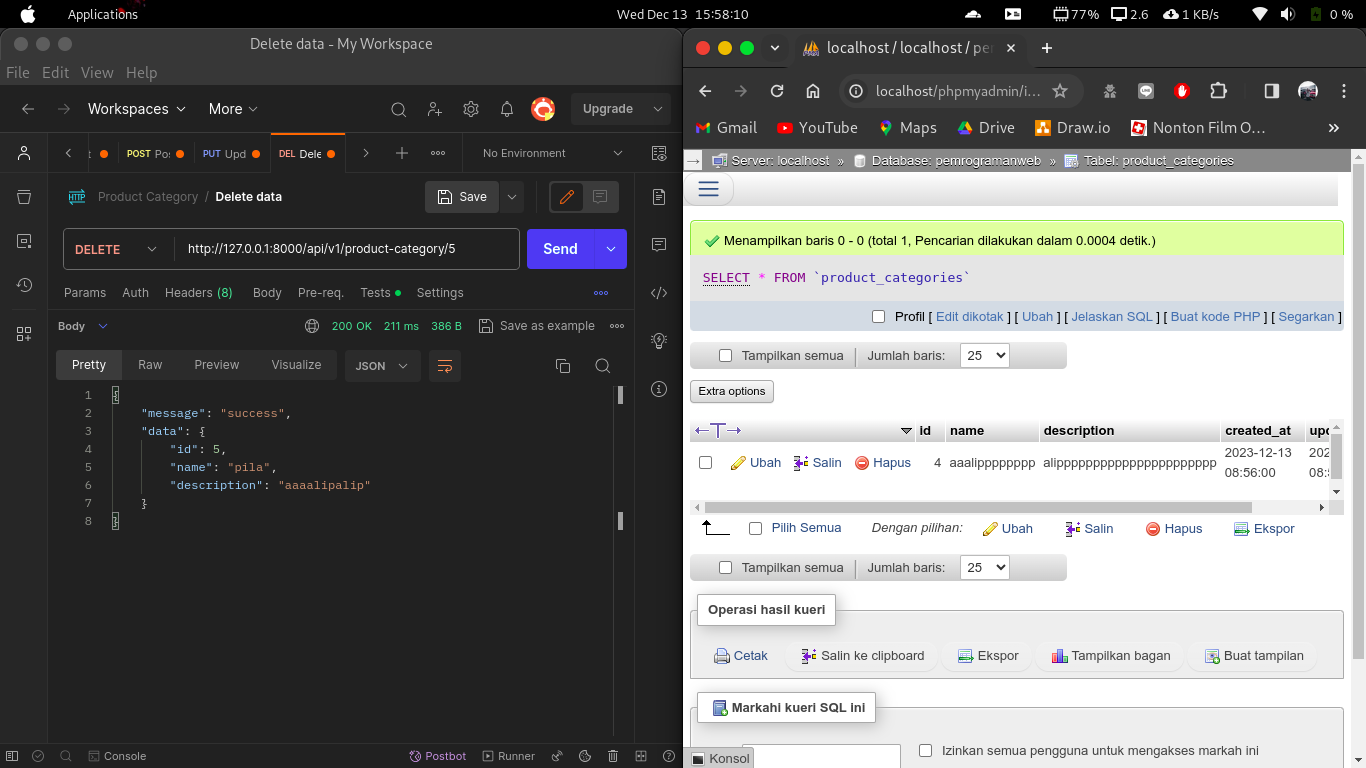 Applications
Wed Dec 13 15:58:10
77% 2.6 1 KB/s 0 %
Delete data - My Workspace
File Edit View Help
Workspaces More Upgrade
POST Po PUT Upd DEL Dele No Environment
HTTP Product Category / Delete data Save
DELETE http://127.0.0.1:8000/api/v1/product-category/5 Send
Params Auth Headers (8) Body Pre-req. Tests Settings
Body 200 OK 211 ms 386 B Save as example
Pretty Raw Preview Visualize JSON
1 {
2 "message": "success",
3 "data": {
4 "id": 5,
5 "name": "pila",
6 "description": "aaaalipalip"
7 }
8 }
Console Postbot Runner
localhost / localhost / pe
localhost/phpmyadmin/i...
Gmail YouTube Maps Drive Draw.io Nonton Film O... »
Server: localhost » Database: pemrogramanweb » Tabel: product_categories
Menampilkan baris 0 - 0 (total 1, Pencarian dilakukan dalam 0.0004 detik.)
SELECT * FROM `product_categories`
Profil [ Edit dikotak ] [ Ubah ] [ Jelaskan SQL ] [ Buat kode PHP ] [ Segarkan ]
Tampilkan semua Jumlah baris: 25
Extra options
←T→ id name description created_at upd
Ubah Salin Hapus 4 aaalipppppppp alipppppppppppppppppppppp 2023-12-13 202
08:56:00 08:
Pilih Semua Dengan pilihan: Ubah Salin Hapus Ekspor
Tampilkan semua Jumlah baris: 25
Operasi hasil kueri
Cetak Salin ke clipboard Ekspor Tampilkan bagan Buat tampilan
Markahi kueri SQL ini
Izinkan semua pengguna untuk mengakses markah ini
Konsol